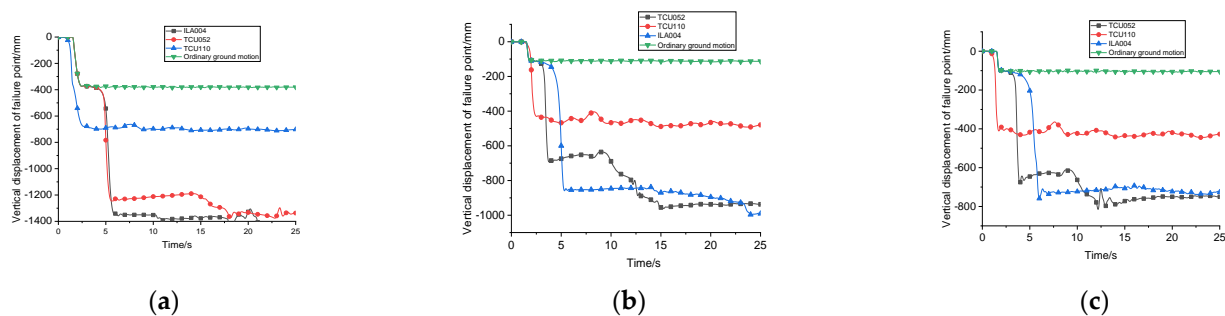 ILA004
TCU052
TCU110
Ordinary ground motion
Vertical displacement of failure point/mm
0
-200
-400
-600
-800
-1000
-1200
-1400
0 5 10 15 20 25
Time/s
(a)
TCU052
TCU110
ILA004
Ordinary ground motion
Vertical displacement of failure point/mm
0
-200
-400
-600
-800
-1000
0 5 10 15 20 25
Time/s
(b)
TCU052
TCU110
ILA004
Ordinary ground motion
Vertical displacement of failure point/mm
0
-200
-400
-600
-800
0 5 10 15 20 25
Time/s
(c)